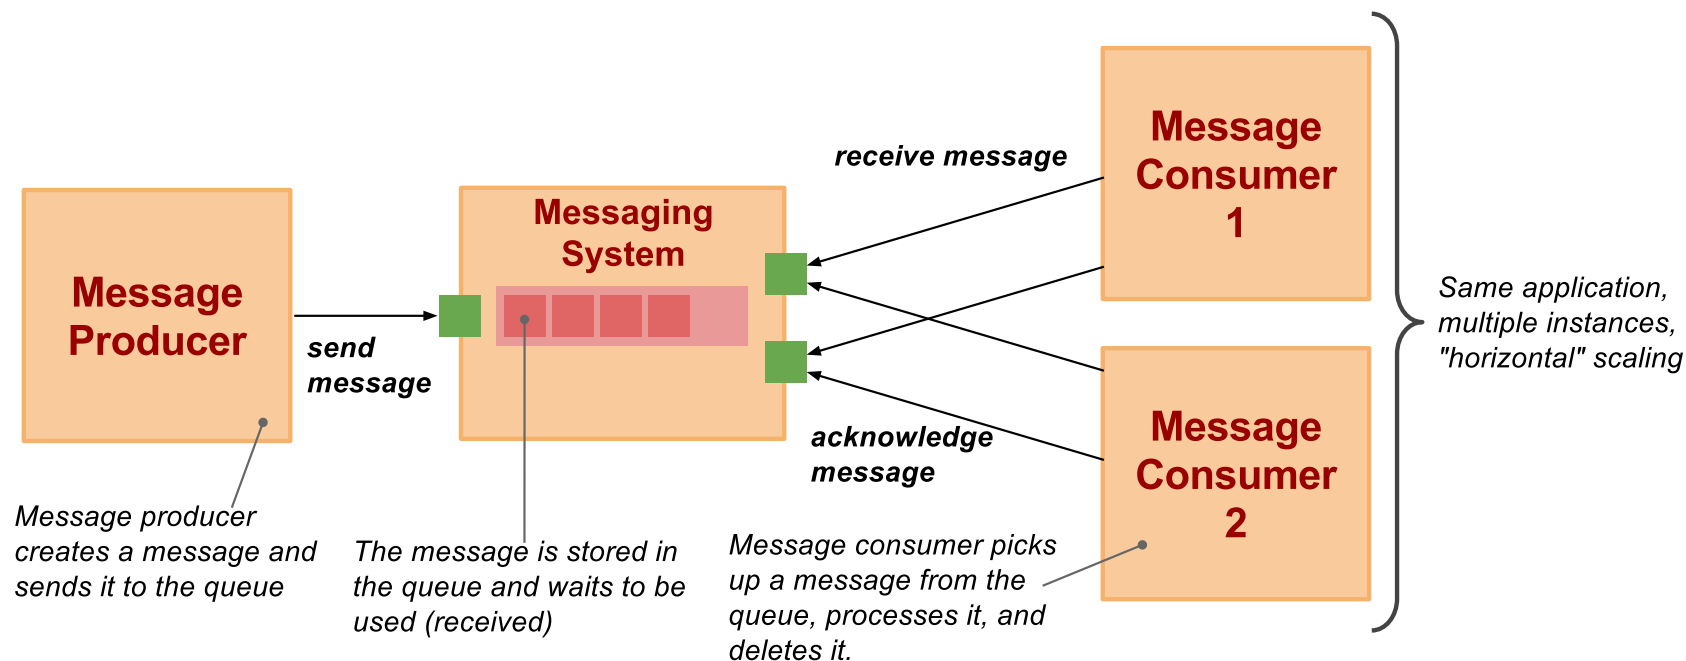 Message
Producer
send
message
Message producer
creates a message and
sends it to the queue
Messaging
System
The message is stored in
the queue and waits to be
used (received)
receive message
acknowledge
message
Message consumer picks
up a message from the
queue, processes it, and
deletes it.
Message
Consumer
1
Message
Consumer
2
Same application,
multiple instances,
"horizontal" scaling